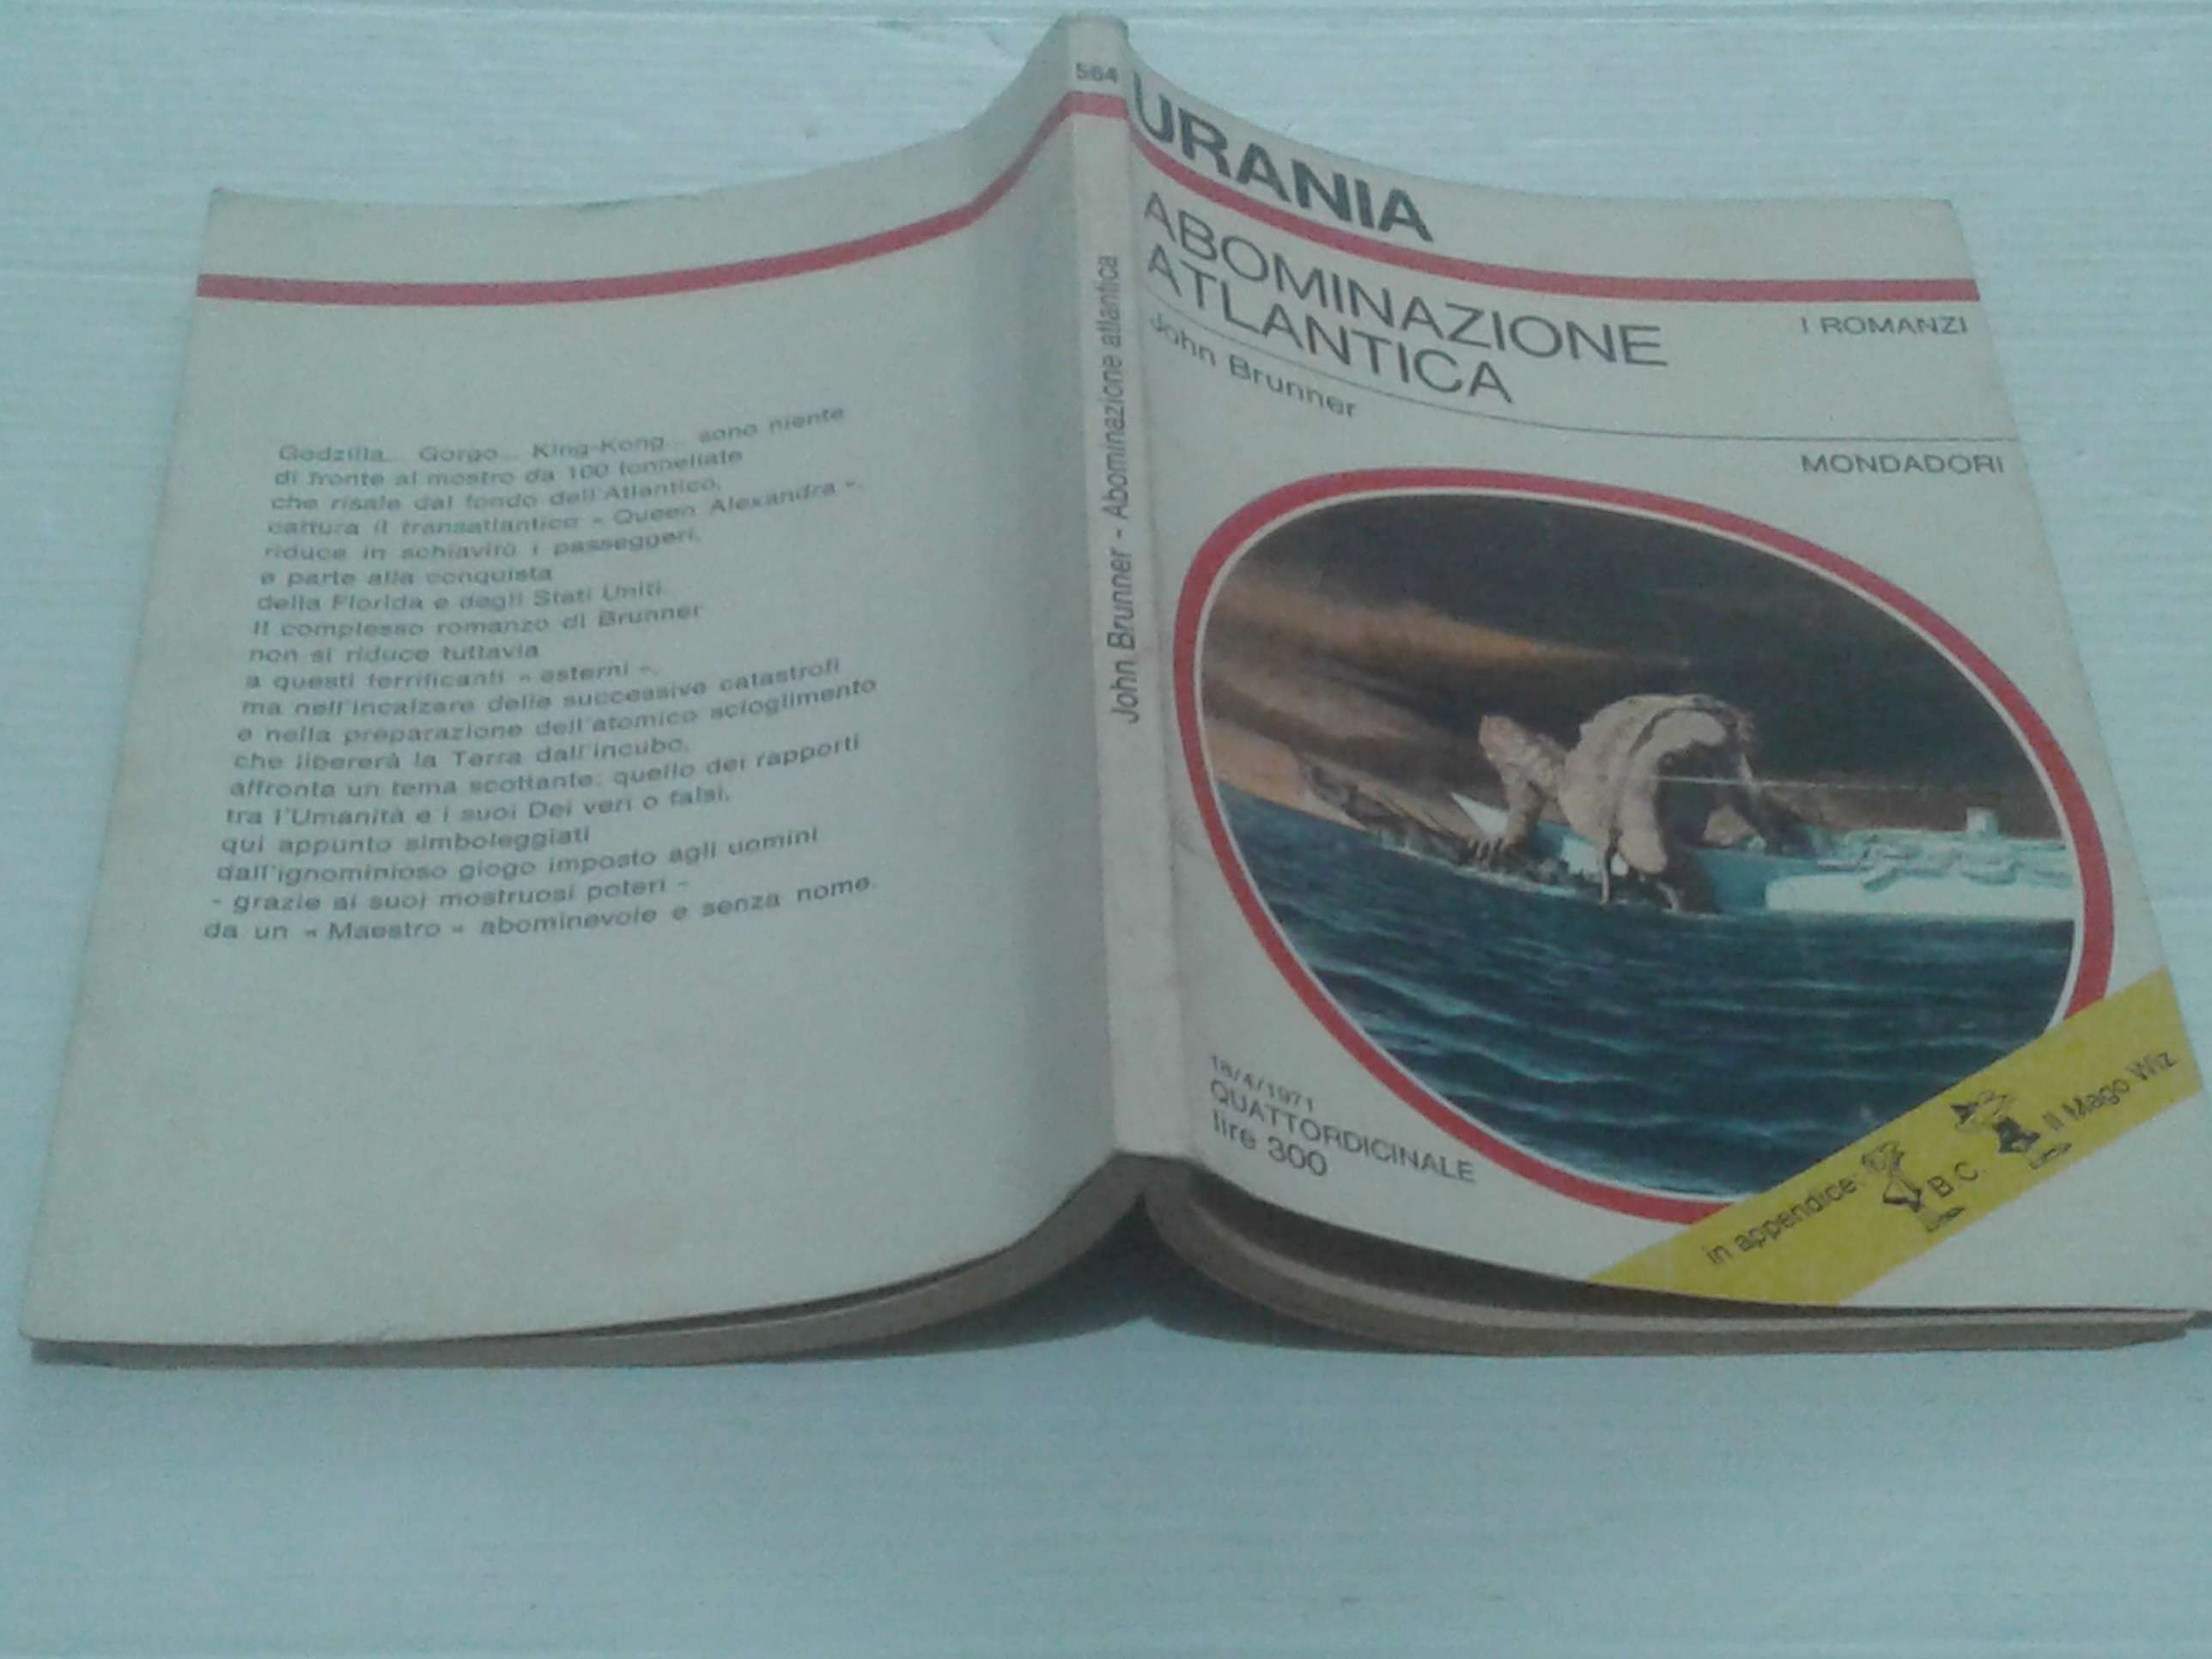 Godzilla... Gorgo... King-Kong... sono niente
di fronte al mostro da 100 tonnellate
che risale dal fondo dell'Atlantico,
cattura il transatlantico « Queen Alexandra »,
riduce in schiavitù i passeggeri,
e parte alla conquista
della Florida e degli Stati Uniti.
Il complesso romanzo di Brunner
non si riduce tuttavia
a questi terrificanti « esterni »,
ma nell'incalzare delle successive catastrofi
e nella preparazione dell'atomico scioglimento
che libererà la Terra dall'incubo,
affronta un tema scottante: quello dei rapporti
tra l'Umanità e i suoi Dei veri o falsi,
qui appunto simboleggiati
dall'ignominioso giogo imposto agli uomini
- grazie ai suoi mostruosi poteri -
da un « Maestro » abominevole e senza nome.
564
John Brunner - Abominazione atlantica
URANIA
ABOMINAZIONE
ATLANTICA
I ROMANZI
John Brunner
MONDADORI
18/4/1971
QUATTORDICINALE
lire 300
in appendice: B.C. Il Mago Wiz